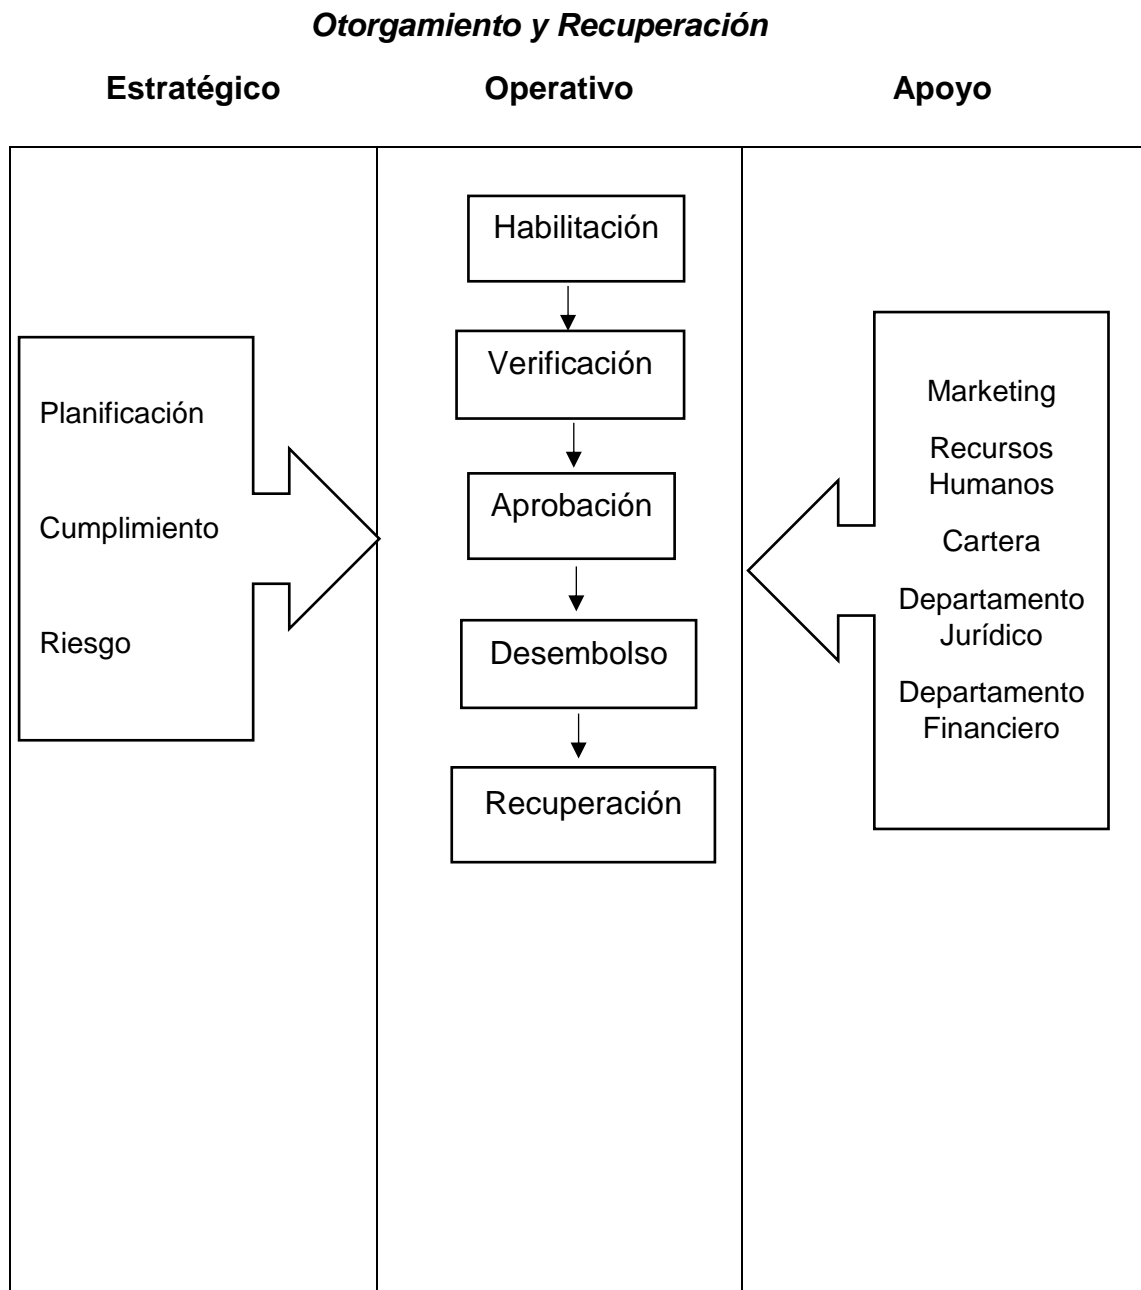 Otorgamiento y Recuperación
Estratégico
Operativo
Apoyo
Planificación
Cumplimiento
Riesgo
Habilitación
Verificación
Aprobación
Desembolso
Recuperación
Marketing
Recursos
Humanos
Cartera
Departamento
Jurídico
Departamento
Financiero